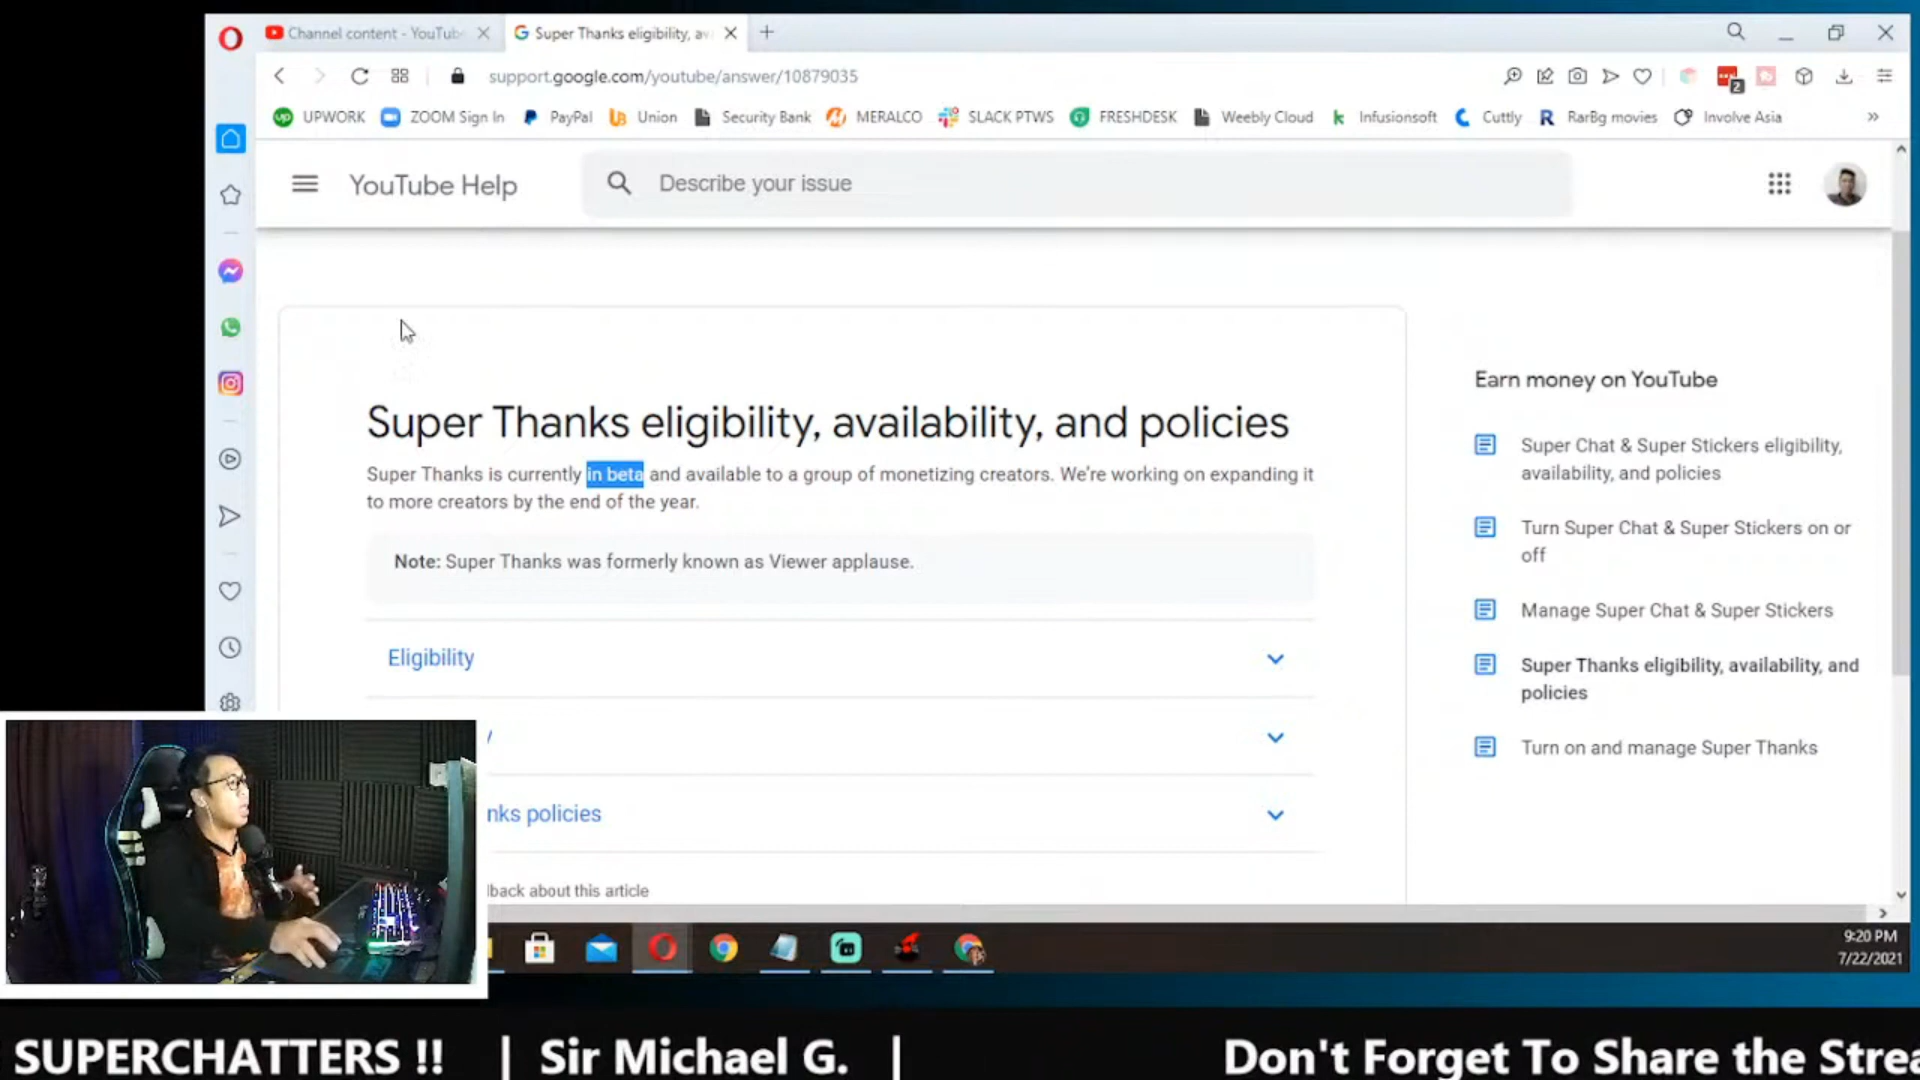 Channel content - YouTub
Super Thanks eligibility, av
support.google.com/youtube/answer/10879035
2
UPWORK
ZOOM Sign In
PayPal
Union
Security Bank
MERALCO
SLACK PTWS
FRESHDESK
Weebly Cloud
Infusionsoft
Cuttly
RarBg movies
Involve Asia
YouTube Help
Describe your issue
Super Thanks eligibility, availability, and policies
Super Thanks is currently in beta and available to a group of monetizing creators. We're working on expanding it
to more creators by the end of the year.
Note: Super Thanks was formerly known as Viewer applause.
Eligibility
y
nks policies
back about this article
Earn money on YouTube
Super Chat & Super Stickers eligibility,
availability, and policies
Turn Super Chat & Super Stickers on or
off
Manage Super Chat & Super Stickers
Super Thanks eligibility, availability, and
policies
Turn on and manage Super Thanks
9:20 PM
7/22/2021
SUPERCHATTERS !! | Sir Michael G. | Don't Forget To Share the Strea